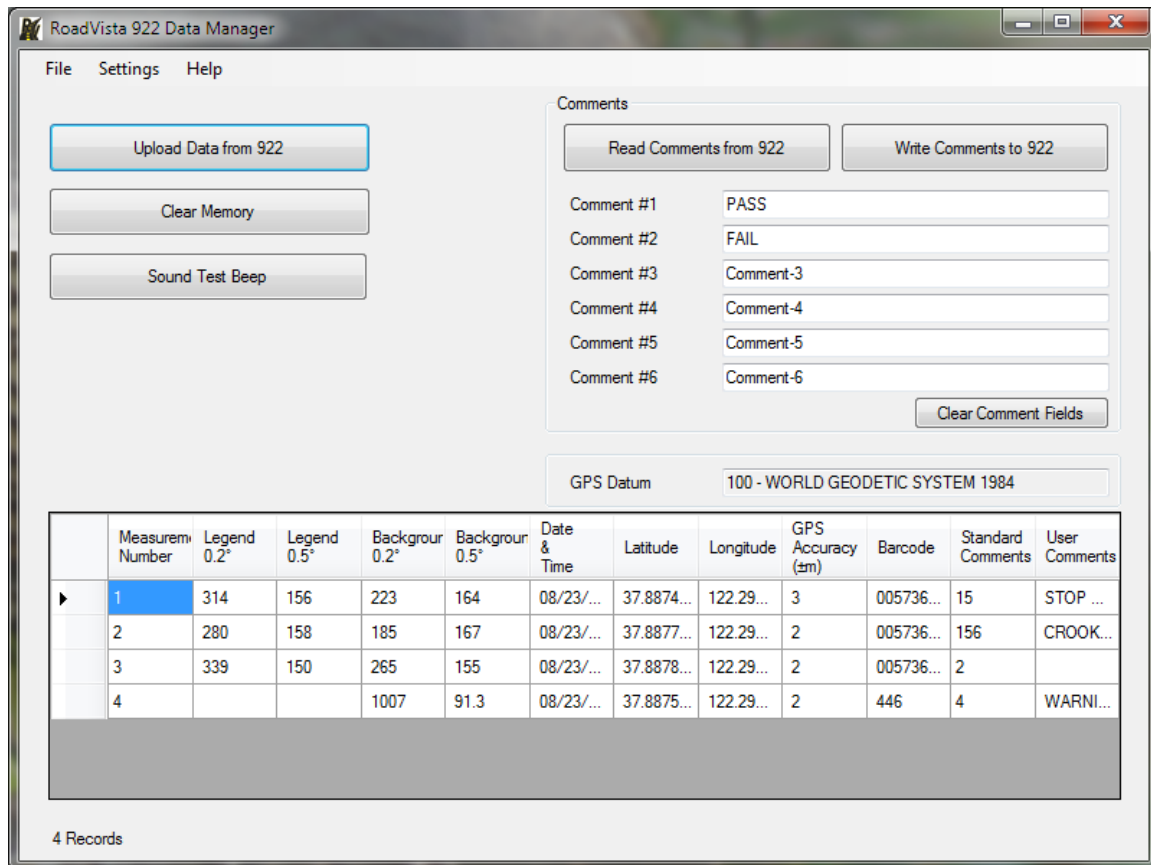 RoadVista 922 Data Manager
File Settings Help
Upload Data from 922
Clear Memory
Sound Test Beep
Comments
Read Comments from 922 Write Comments to 922
Comment #1 PASS
Comment #2 FAIL
Comment #3 Comment-3
Comment #4 Comment-4
Comment #5 Comment-5
Comment #6 Comment-6
Clear Comment Fields
GPS Datum 100 - WORLD GEODETIC SYSTEM 1984
Measurem Number Legend 0.2° Legend 0.5° Backgrour 0.2° Backgrour 0.5° Date & Time Latitude Longitude GPS Accuracy (±m) Barcode Standard Comments User Comments
1 314 156 223 164 08/23/... 37.8874... 122.29... 3 005736... 15 STOP ...
2 280 158 185 167 08/23/... 37.8877... 122.29... 2 005736... 156 CROOK...
3 339 150 265 155 08/23/... 37.8878... 122.29... 2 005736... 2
4 1007 91.3 08/23/... 37.8875... 122.29... 2 446 4 WARNI...
4 Records